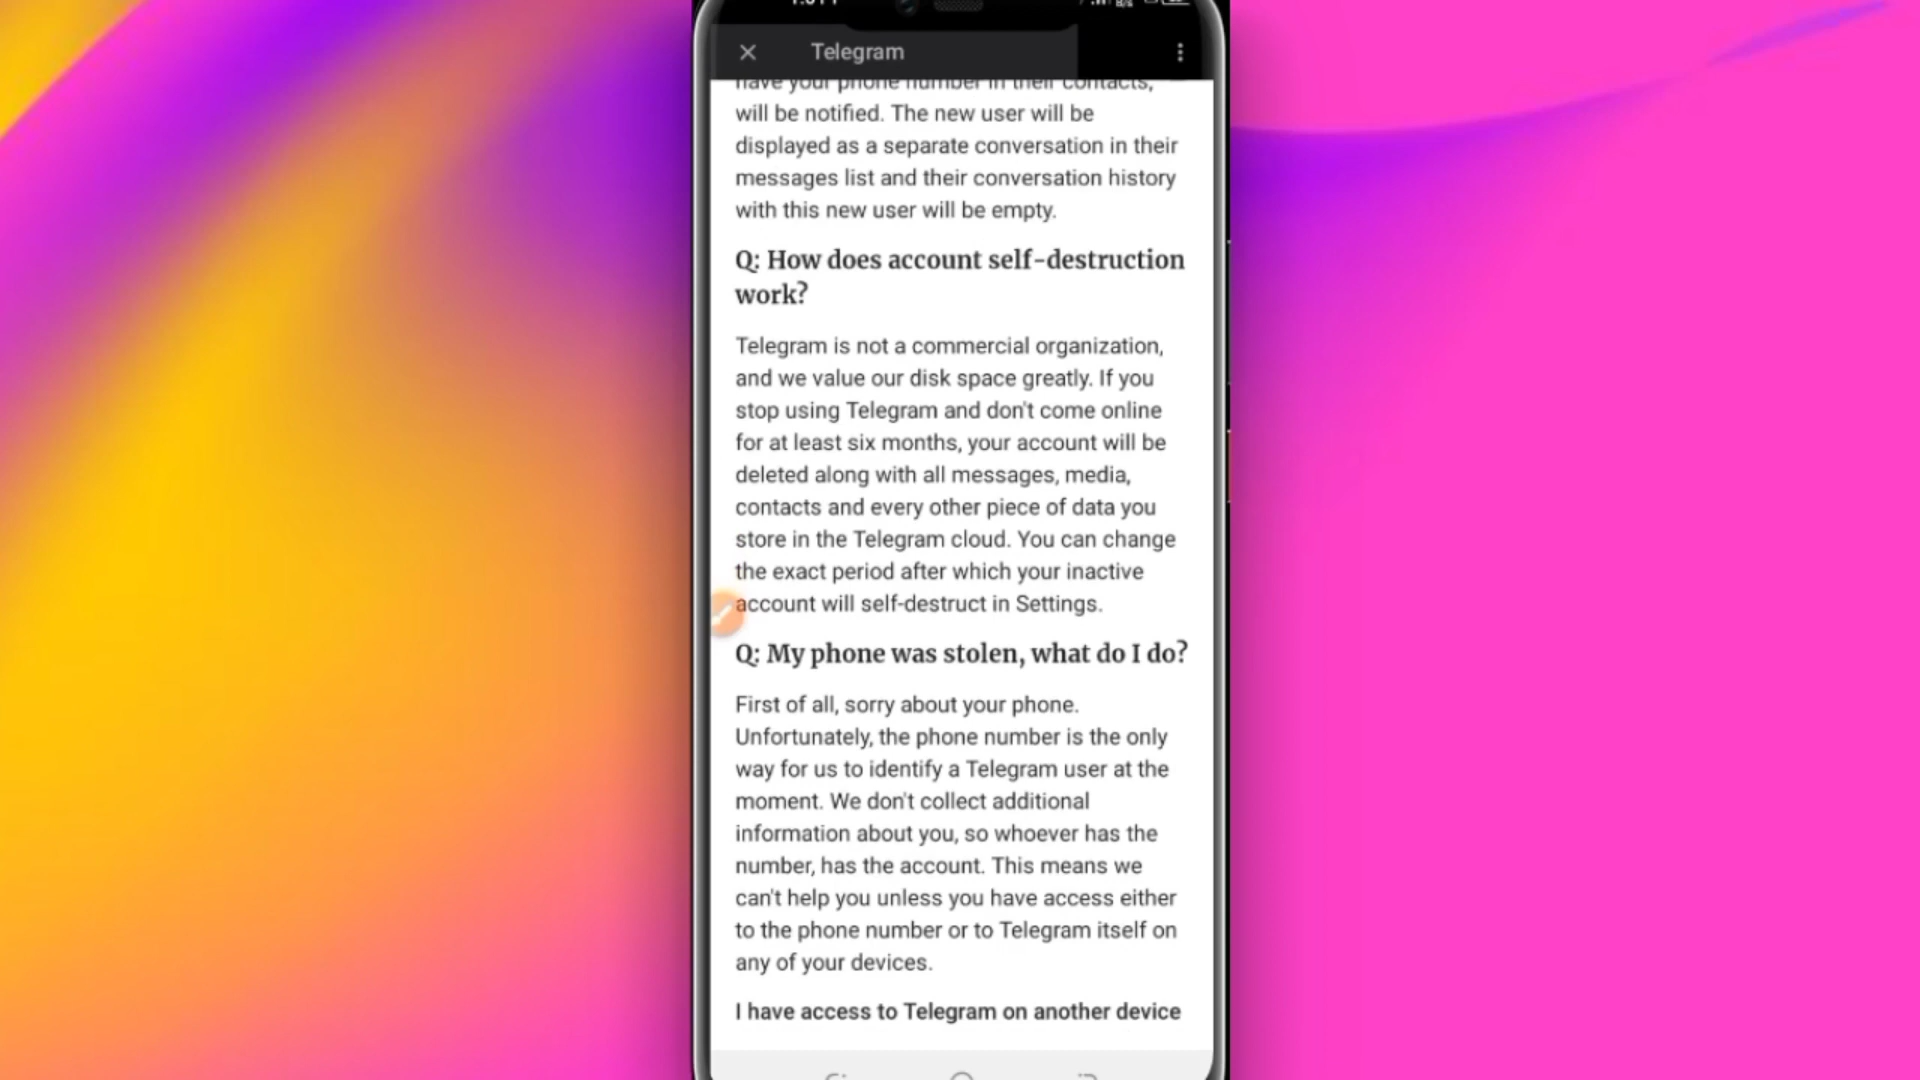 Telegram
have your phone number in their contacts,
will be notified. The new user will be
displayed as a separate conversation in their
messages list and their conversation history
with this new user will be empty.
Q: How does account self-destruction
work?
Telegram is not a commercial organization,
and we value our disk space greatly. If you
stop using Telegram and don't come online
for at least six months, your account will be
deleted along with all messages, media,
contacts and every other piece of data you
store in the Telegram cloud. You can change
the exact period after which your inactive
account will self-destruct in Settings.
Q: My phone was stolen, what do I do?
First of all, sorry about your phone.
Unfortunately, the phone number is the only
way for us to identify a Telegram user at the
moment. We don't collect additional
information about you, so whoever has the
number, has the account. This means we
can't help you unless you have access either
to the phone number or to Telegram itself on
any of your devices.
I have access to Telegram on another device